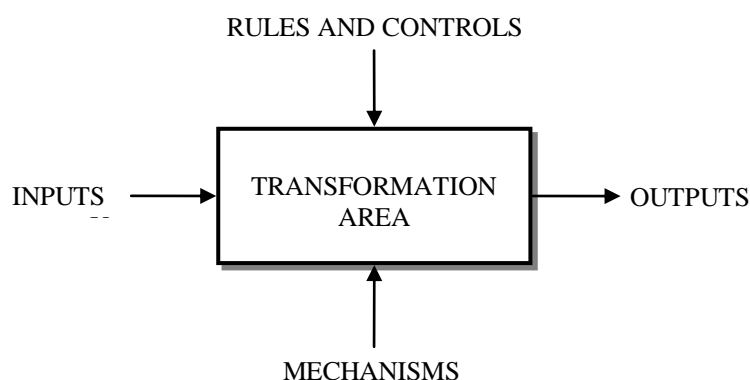 RULES AND CONTROLS
INPUTS
TRANSFORMATION
AREA
OUTPUTS
MECHANISMS